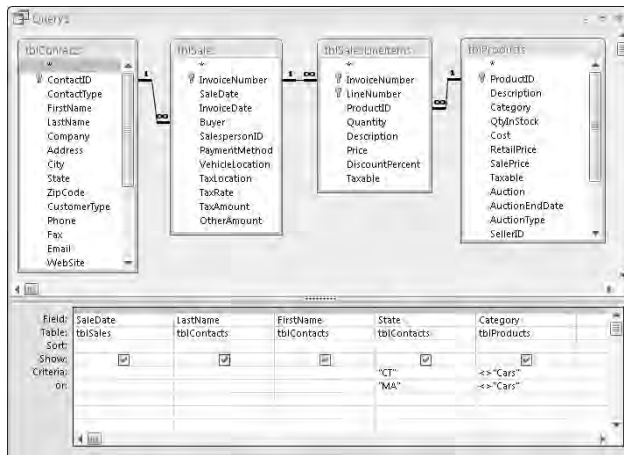 Query1
tblContacts
*
ContactID
ContactType
FirstName
LastName
Company
Address
City
State
ZipCode
CustomerType
Phone
Fax
Email
WebSite
tblSales
*
InvoiceNumber
SaleDate
InvoiceDate
Buyer
SalespersonID
PaymentMethod
VehicleLocation
TaxLocation
TaxRate
TaxAmount
OtherAmount
tblSalesLineItems
*
InvoiceNumber
LineNumber
ProductID
Quantity
Description
Price
DiscountPercent
Taxable
tblProducts
*
ProductID
Description
Category
QtyInStock
Cost
RetailPrice
SalePrice
Taxable
Auction
AuctionEndDate
AuctionType
SellerID
1 ∞
1 ∞
∞ 1
Field: SaleDate LastName FirstName State Category
Table: tblSales tblContacts tblContacts tblContacts tblProducts
Sort:
Show:
Criteria: "CT" <>"Cars"
or: "MA" <>"Cars"